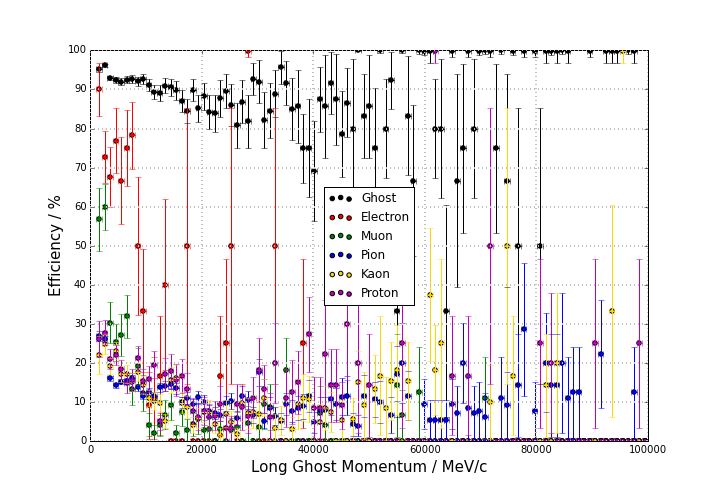 100
90
80
70
60
50
40
30
20
10
0
Efficiency / %
Ghost
Electron
Muon
Pion
Kaon
Proton
0 20000 40000 60000 80000 100000
Long Ghost Momentum / MeV/c